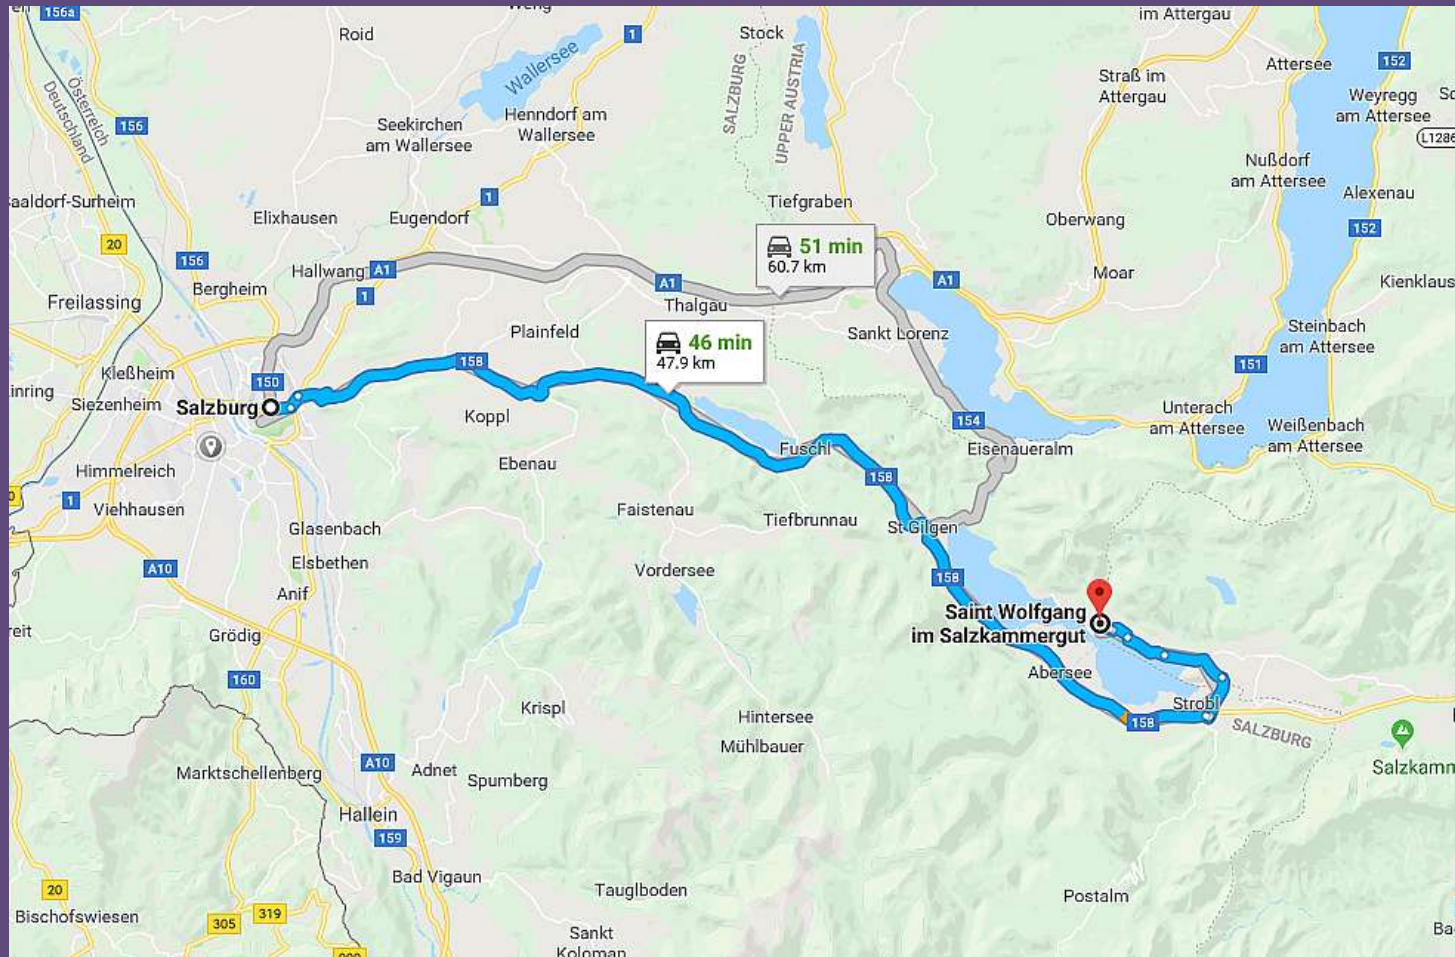 156a
Roid
1
Stock
im Attergau
Wallersee
SALZBURG
UPPER AUSTRIA
Attersee
152
Straß im
Attergau
Weyregg
am Attersee
Österreich
Deutschland
156
Seekirchen
am Wallersee
Henndorf am
Wallersee
L1286
Nußdorf
am Attersee
Alexenau
1
Tiefgraben
Elixhausen
Eugendorf
Oberwang
152
20
156
51 min
60.7 km
Hallwang
A1
A1
A1
Moar
Kienklaus
Bergheim
1
Freilassing
Thalgau
Plainfeld
Sankt Lorenz
Steinbach
am Attersee
46 min
47.9 km
158
151
Kleßheim
150
Siezenheim
Salzburg
Koppl
154
Unterach
am Attersee
Weißenbach
am Attersee
Fuschl
Eisenaueralm
Himmelreich
Ebenau
158
1
Viehhausen
Faistenau
Tiefbrunnau
St Gilgen
Glasenbach
Elsbethen
A10
Vordersee
158
Anif
Saint Wolfgang
im Salzkammergut
Grödig
Abersee
160
Strobl
Krispl
Hintersee
158
SALZBURG
Mühlbauer
A10
Adnet
Marktschellenberg
Spumberg
Salzkamm
Hallein
159
Bad Vigaun
20
Tauglboden
Postalm
Bischofswiesen
305
319
Sankt
Koloman